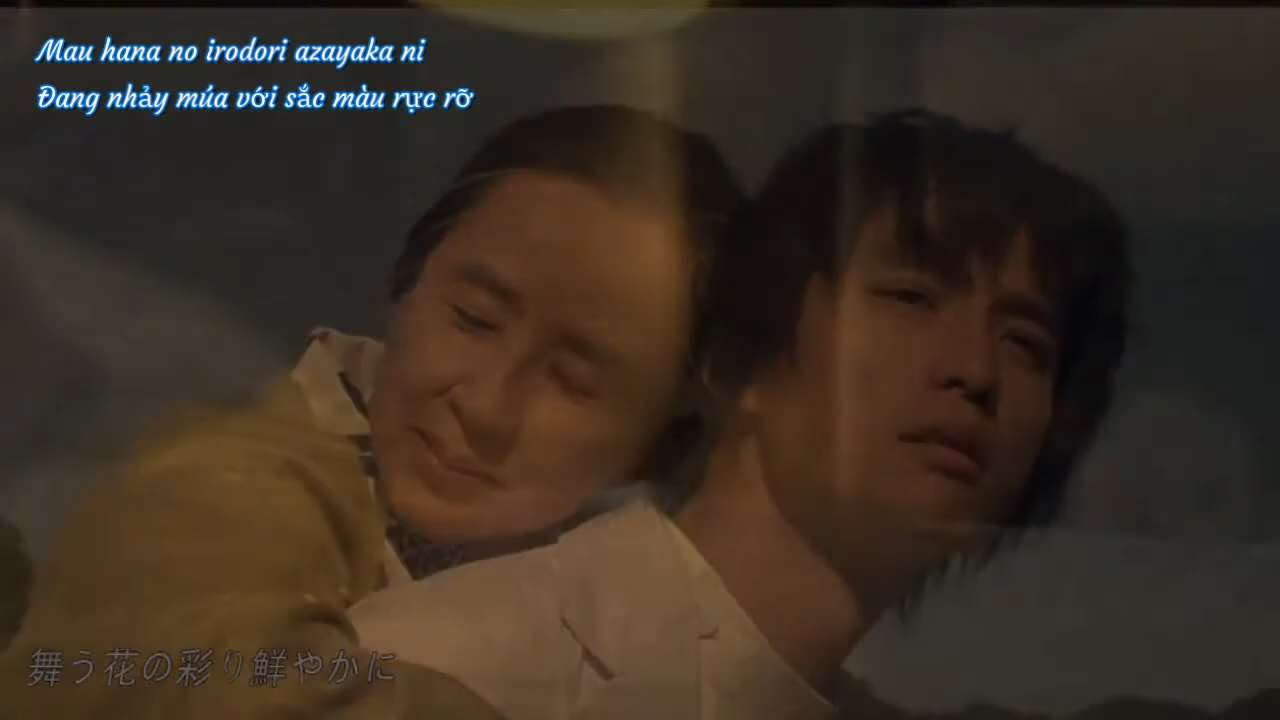 Mau hana no irodori azayaka ni
Đang nhảy múa với sắc màu rực rỡ
舞う花の彩り鮮やかに